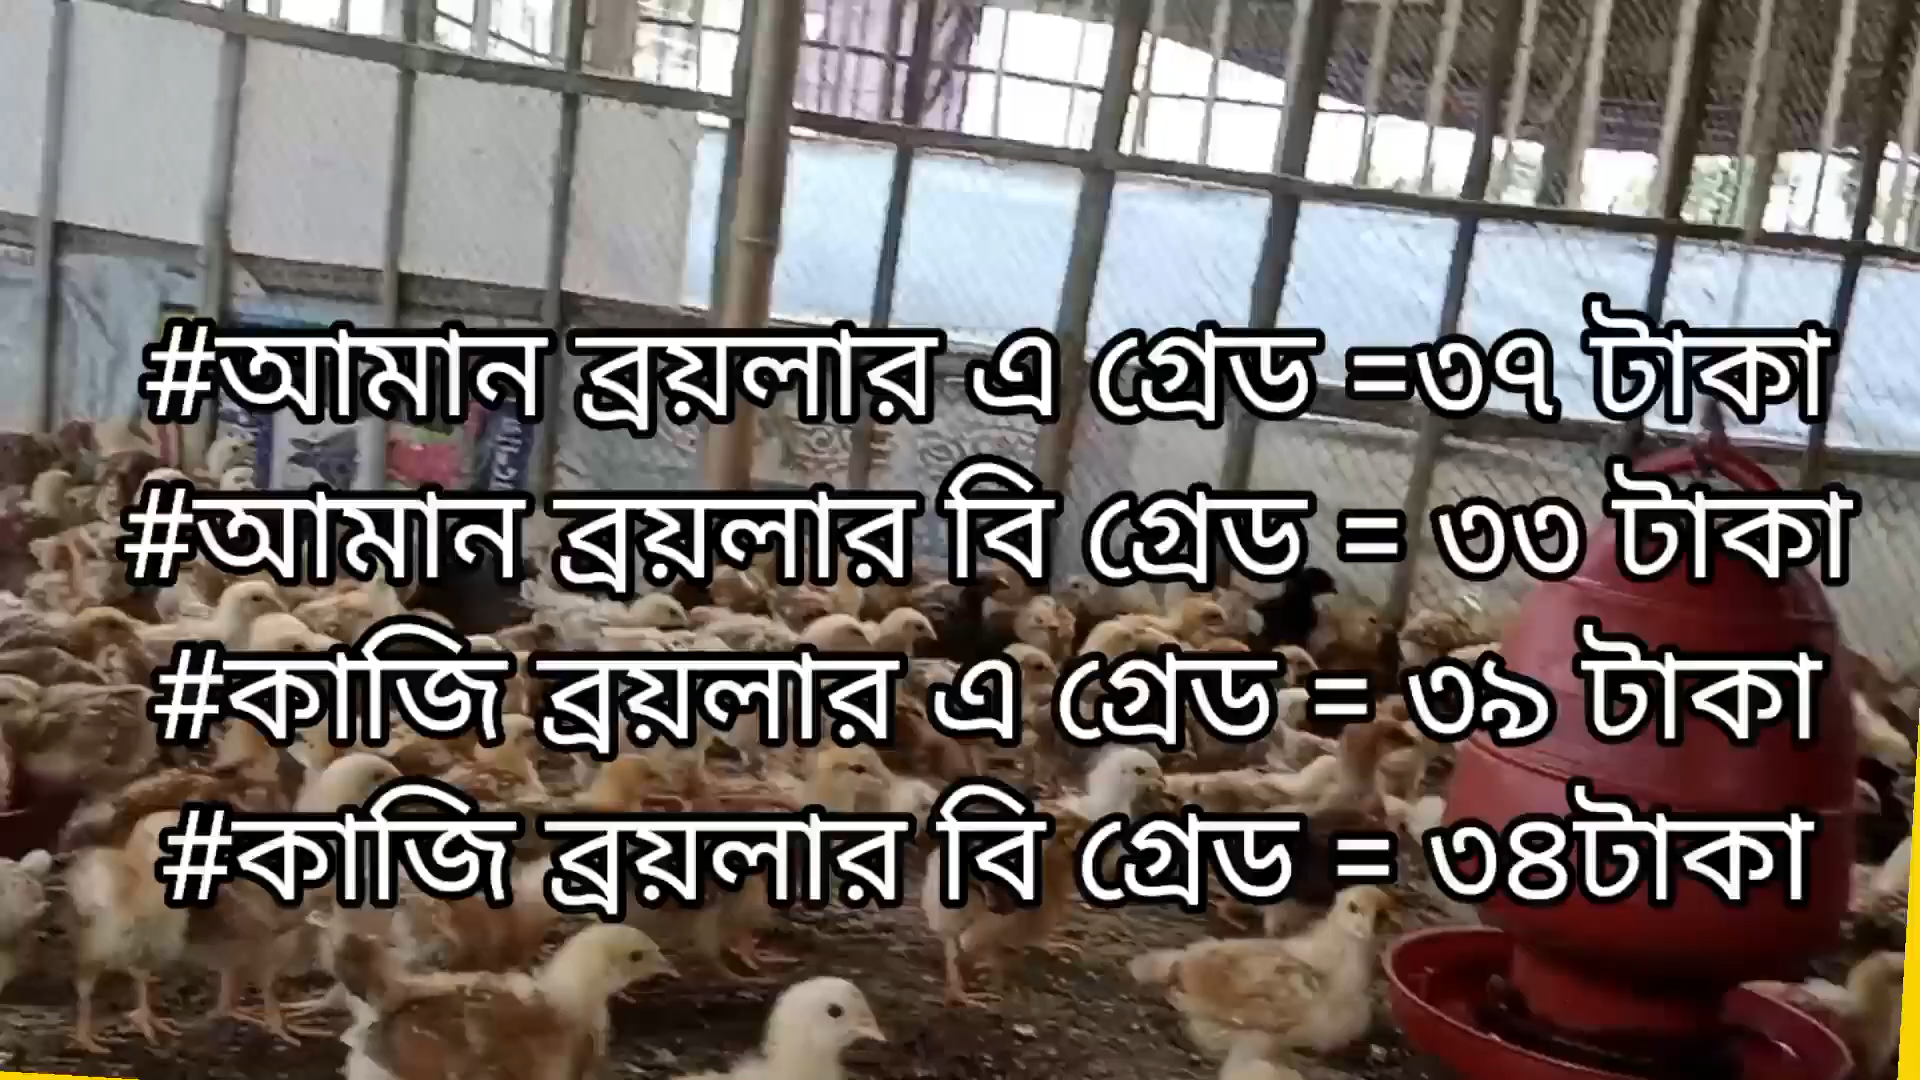 #আমান ব্রয়লার এ গ্রেড =৩৭ টাকা
#আমান ব্রয়লার বি গ্রেড = ৩৩ টাকা
#কাজি ব্রয়লার এ গ্রেড = ৩৯ টাকা
#কাজি ব্রয়লার বি গ্রেড = ৩৪টাকা